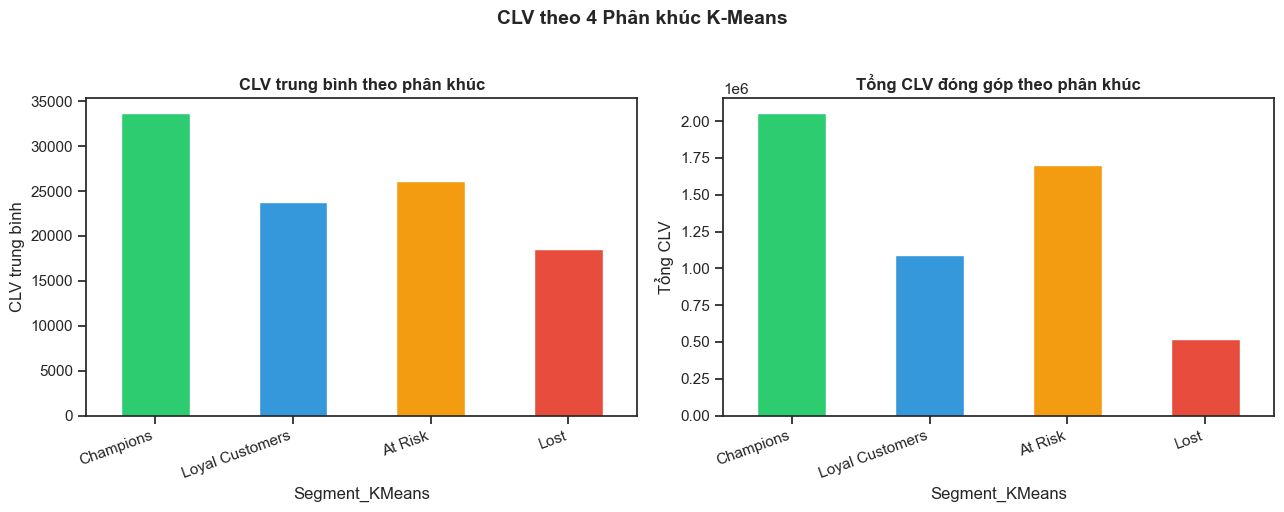 CLV theo 4 Phân khúc K-Means
CLV trung bình theo phân khúc
35000
30000
25000
20000
15000
10000
5000
0
CLV trung bình
Champions
Loyal Customers
At Risk
Lost
Segment_KMeans
Tổng CLV đóng góp theo phân khúc
1e6
2.00
1.75
1.50
1.25
1.00
0.75
0.50
0.25
0.00
Tổng CLV
Champions
Loyal Customers
At Risk
Lost
Segment_KMeans